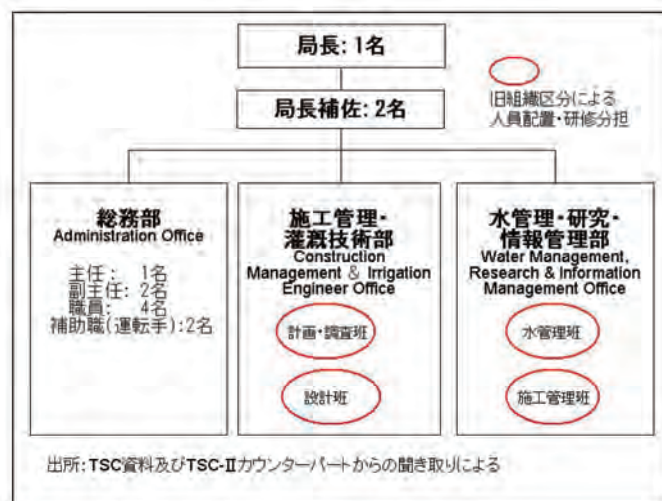 局長: 1名
局長補佐: 2名
旧組織区分による
人員配置・研修分担
総務部
Administration Office
主任: 1名
副主任: 2名
職員: 4名
補助職(運転手):2名
施工管理・
灌漑技術部
Construction
Management & Irrigation
Engineer Office
計画・調査班
設計班
水管理・研究・
情報管理部
Water Management,
Research & Information
Management Office
水管理班
施工管理班
出所: TSC資料及びTSC-Ⅱカウンターパートからの聞き取りによる